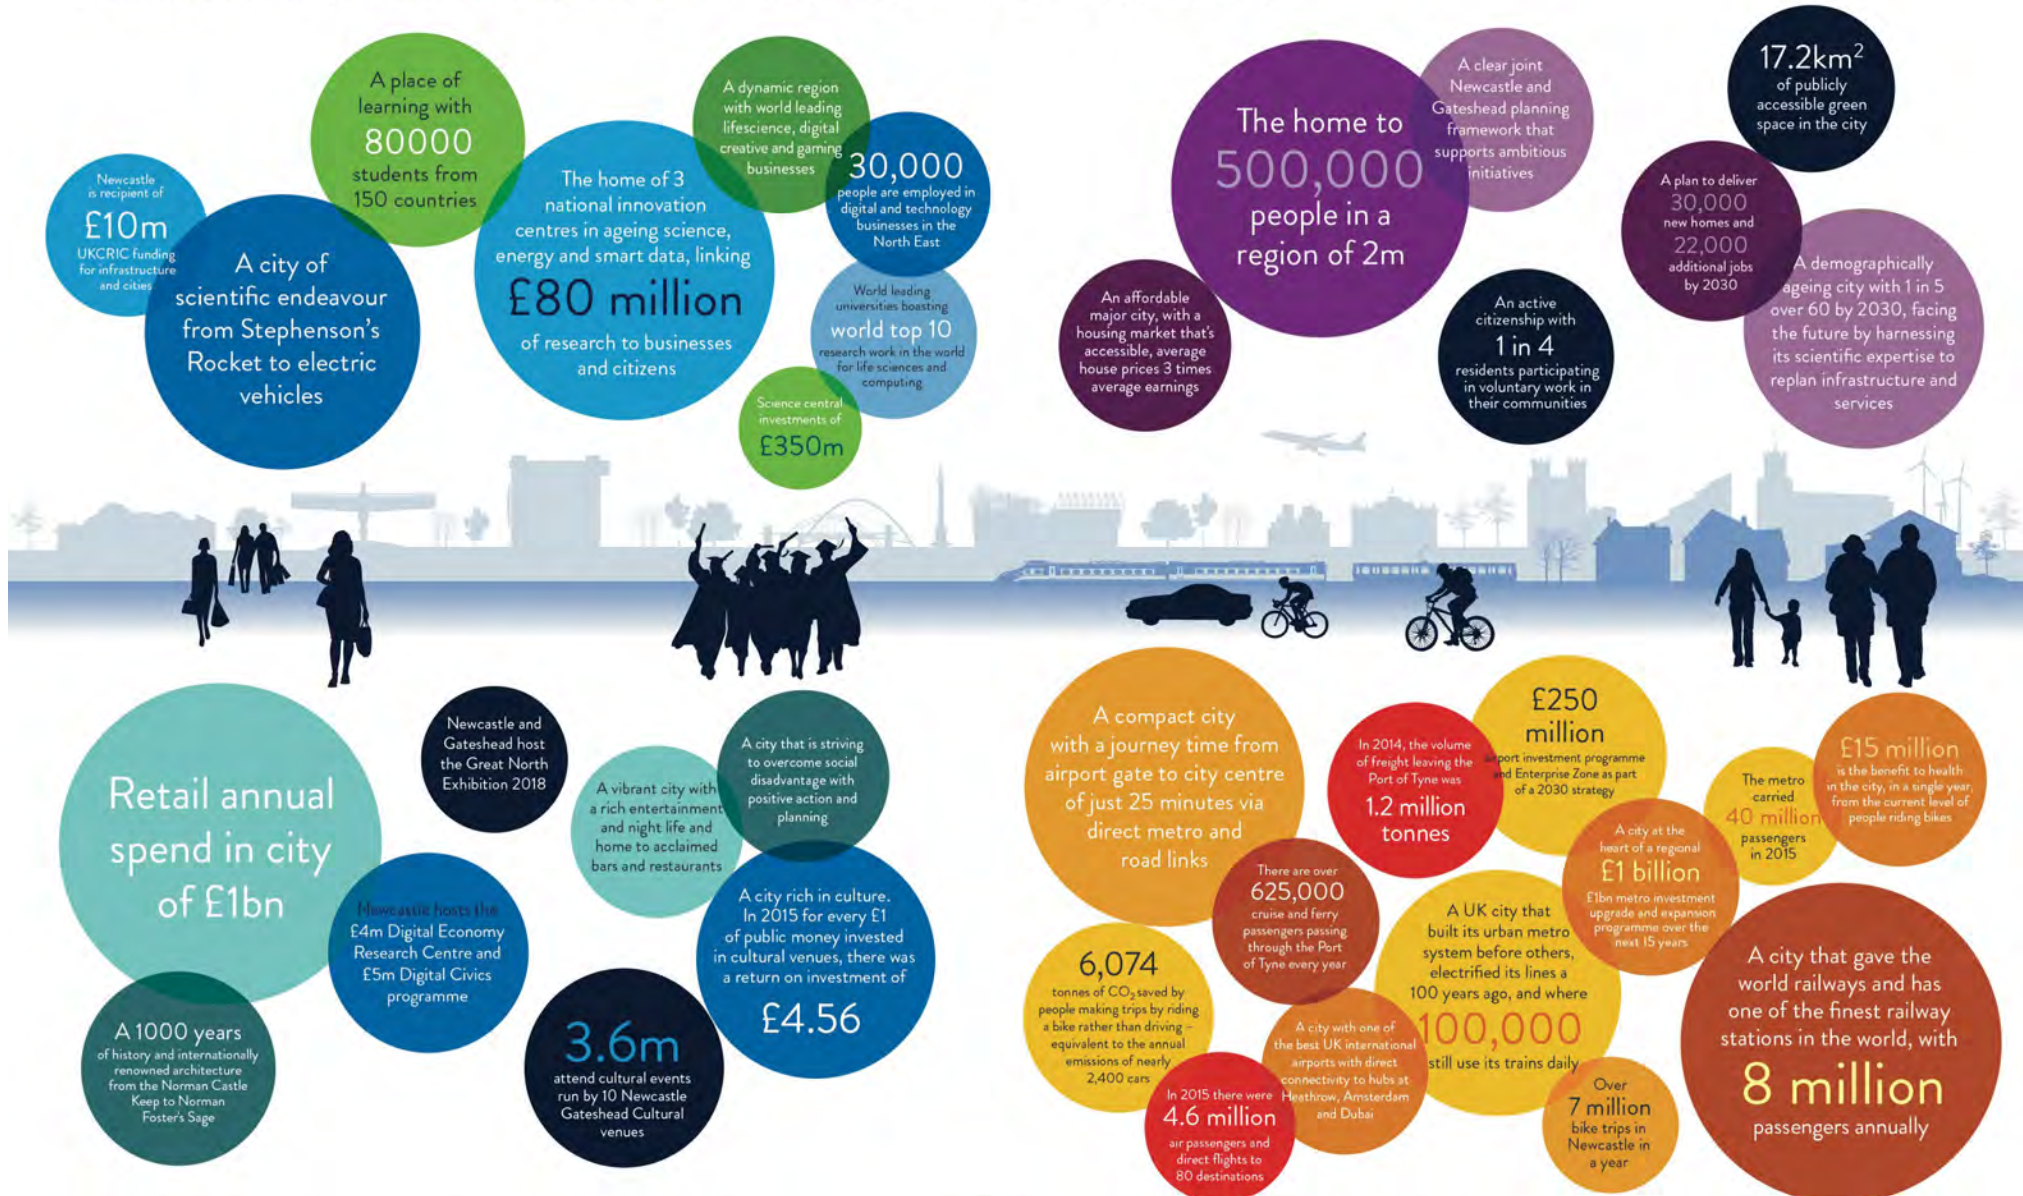 Newcastle
is recipient of
£10m
UKCRIC funding
for infrastructure
and cities
A city of
scientific endeavour
from Stephenson's
Rocket to electric
vehicles
A place of
learning with
80000
students from
150 countries
The home of 3
national innovation
centres in ageing science,
energy and smart data, linking
£80 million
of research to businesses
and citizens
A dynamic region
with world leading
lifescience, digital
creative and gaming
businesses
30,000
people are employed in
digital and technology
businesses in the
North East
World leading
universities boasting
world top 10
research work in the world
for life sciences and
computing
Science central
investments of
£350m
The home to
500,000
people in a
region of 2m
A clear joint
Newcastle and
Gateshead planning
framework that
supports ambitious
initiatives
17.2km²
of publicly
accessible green
space in the city
A plan to deliver
30,000
new homes and
22,000
additional jobs
by 2030
A demographically
ageing city with 1 in 5
over 60 by 2030, facing
the future by harnessing
its scientific expertise to
replan infrastructure and
services
An affordable
major city, with a
housing market that's
accessible, average
house prices 3 times
average earnings
An active
citizenship with
1 in 4
residents participating
in voluntary work in
their communities
Retail annual
spend in city
of £1bn
Newcastle and
Gateshead host
the Great North
Exhibition 2018
A vibrant city with
a rich entertainment
and night life and
home to acclaimed
bars and restaurants
A city that is striving
to overcome social
disadvantage with
positive action and
planning
Newcastle hosts the
£4m Digital Economy
Research Centre and
£5m Digital Civics
programme
A city rich in culture.
In 2015 for every £1
of public money invested
in cultural venues, there was
a return on investment of
£4.56
A 1000 years
of history and internationally
renowned architecture
from the Norman Castle
Keep to Norman
Foster's Sage
3.6m
attend cultural events
run by 10 Newcastle
Gateshead Cultural
venues
A compact city
with a journey time from
airport gate to city centre
of just 25 minutes via
direct metro and
road links
In 2014, the volume
of freight leaving the
Port of Tyne was
1.2 million
tonnes
£250
million
airport investment programme
and Enterprise Zone as part
of a 2030 strategy
The metro
carried
40 million
passengers
in 2015
£15 million
is the benefit to health
in the city, in a single year,
from the current level of
people riding bikes
There are over
625,000
cruise and ferry
passengers passing
through the Port
of Tyne every year
A city at the
heart of a regional
£1 billion
£1bn metro investment
upgrade and expansion
programme over the
next 15 years
6,074
tonnes of CO₂ saved by
people making trips by riding
a bike rather than driving –
equivalent to the annual
emissions of nearly
2,400 cars
A UK city that
built its urban metro
system before others,
electrified its lines a
100 years ago, and where
100,000
still use its trains daily
A city that gave the
world railways and has
one of the finest railway
stations in the world, with
8 million
passengers annually
A city with one of
the best UK international
airports with direct
connectivity to hubs at
Heathrow, Amsterdam
and Dubai
In 2015 there were
4.6 million
air passengers and
direct flights to
80 destinations
Over
7 million
bike trips in
Newcastle in
a year